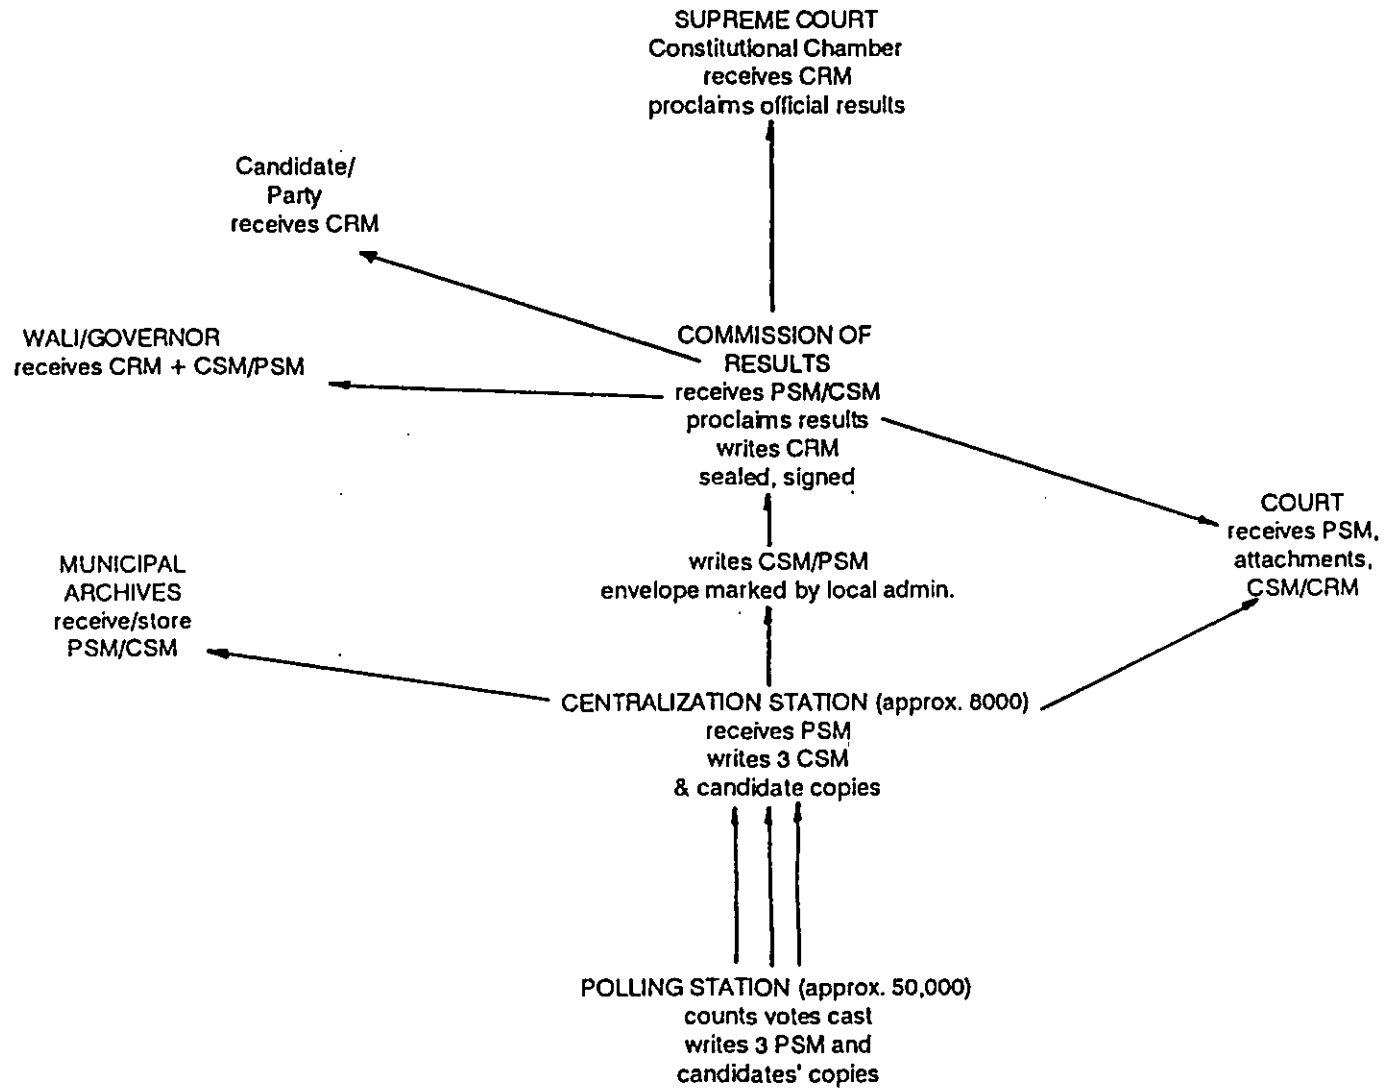 SUPREME COURT
Constitutional Chamber
receives CRM
proclaims official results
Candidate/
Party
receives CRM
WALI/GOVERNOR
receives CRM + CSM/PSM
COMMISSION OF
RESULTS
receives PSM/CSM
proclaims results
writes CRM
sealed, signed
COURT
receives PSM,
attachments,
CSM/CRM
writes CSM/PSM
envelope marked by local admin.
MUNICIPAL
ARCHIVES
receive/store
PSM/CSM
CENTRALIZATION STATION (approx. 8000)
receives PSM
writes 3 CSM
& candidate copies
POLLING STATION (approx. 50,000)
counts votes cast
writes 3 PSM and
candidates' copies